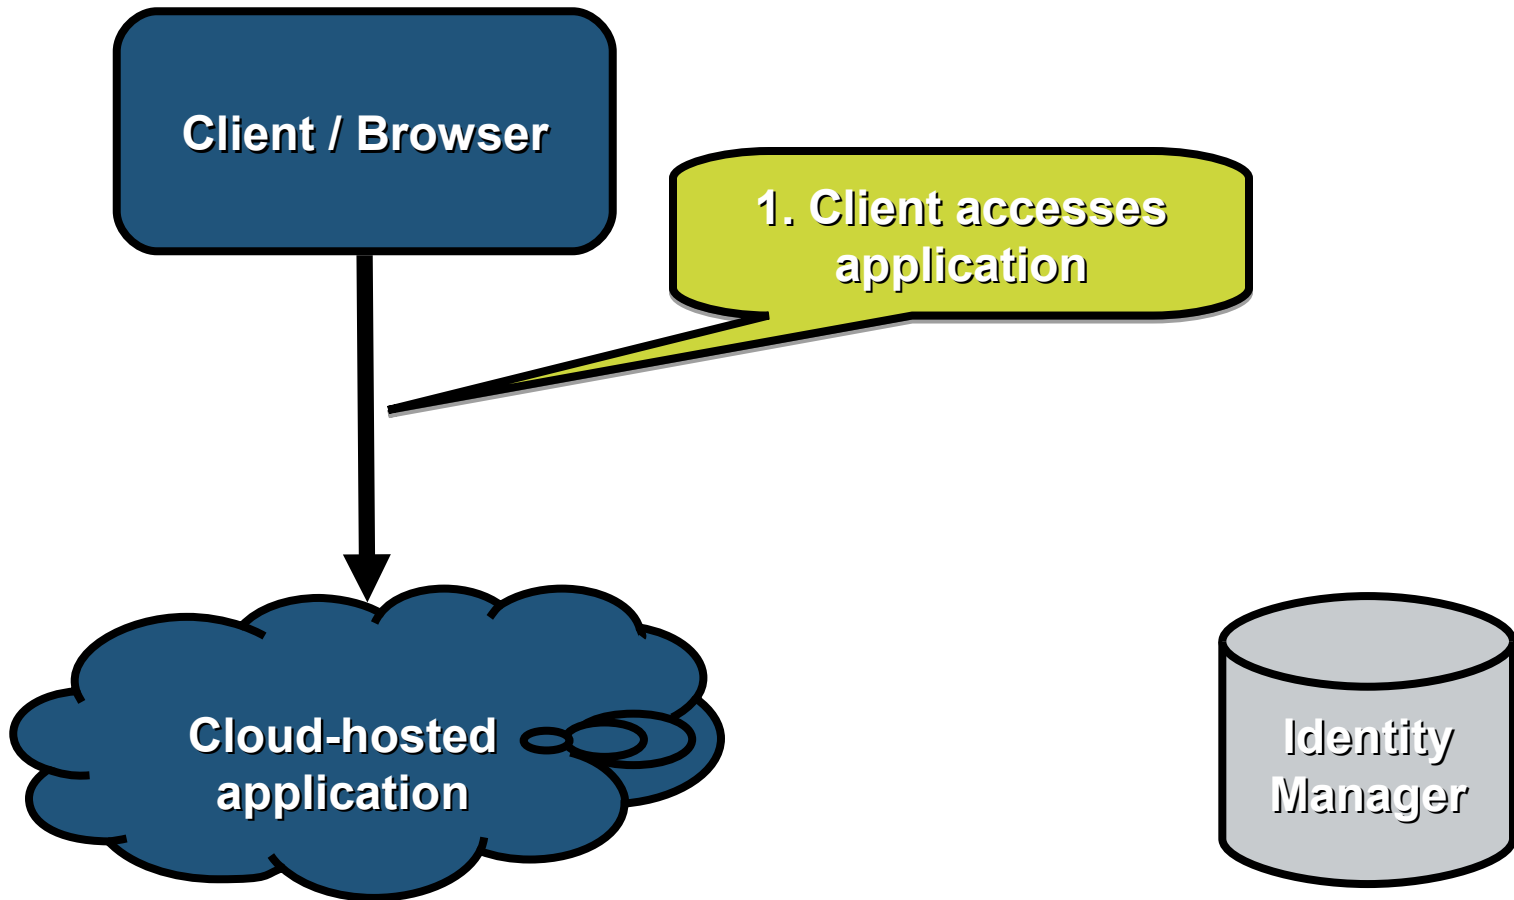 Client / Browser
1. Client accesses
application
Cloud-hosted
application
Identity
Manager